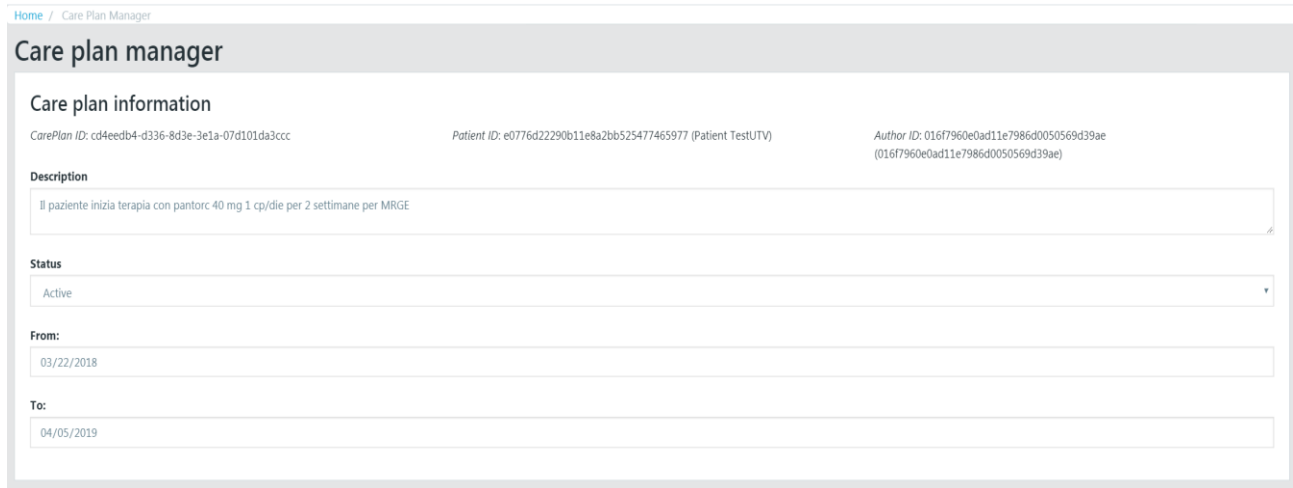 Home / Care Plan Manager
Care plan manager
Care plan information
CarePlan ID: cd4eedb4-d336-8d3e-3e1a-07d101da3ccc
Patient ID: e0776d22290b11e8a2bb525477465977 (Patient TestUTV)
Author ID: 016f7960e0ad11e7986d0050569d39ae
(016f7960e0ad11e7986d0050569d39ae)
Description
Il paziente inizia terapia con pantorc 40 mg 1 cp/die per 2 settimane per MRGE
Status
Active
From:
03/22/2018
To:
04/05/2019